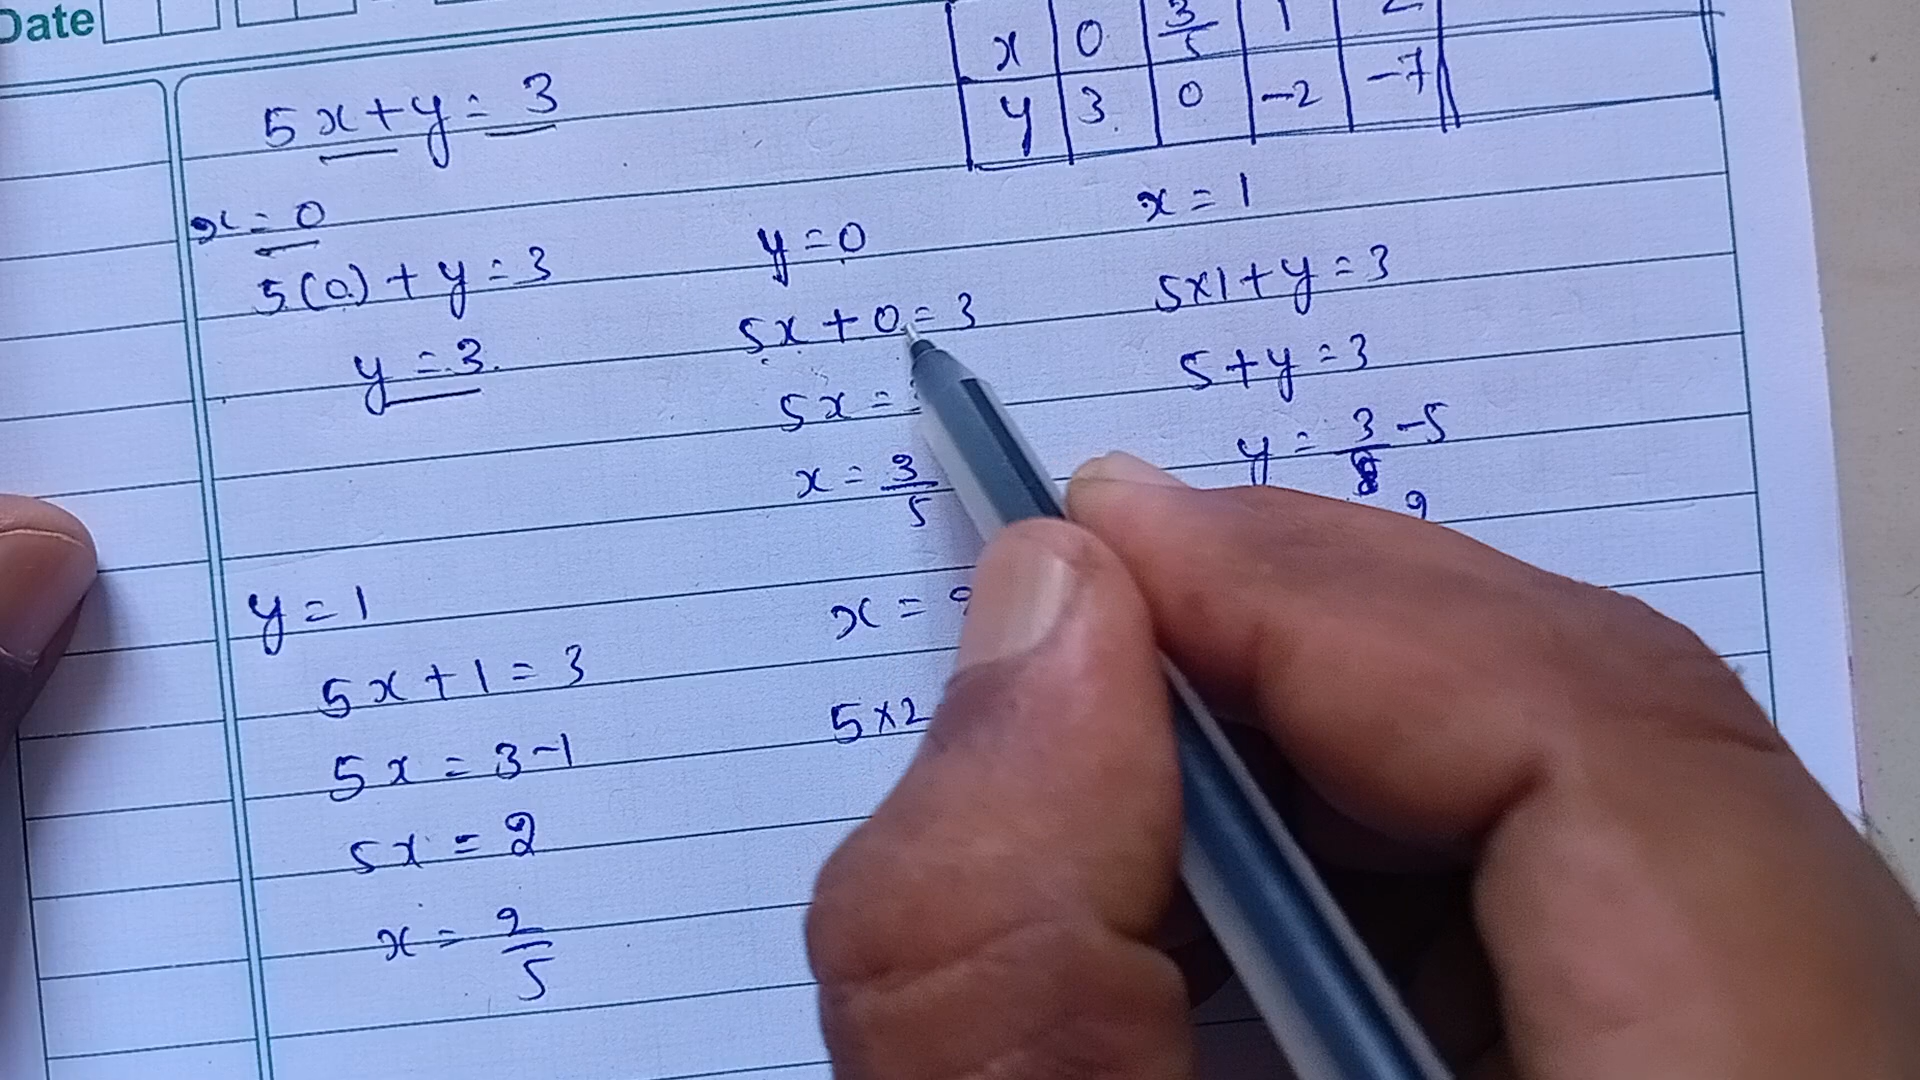 Date
x 0 3/5 1 2
y 3 0 -2 -7
5x+y=3
x=0
5(0)+y=3
y=3
y=0
5x+0=3
5x=
x=3/5
x=1
5x1+y=3
5+y=3
y=3-5
y=1
5x+1=3
5x=3-1
5x=2
x=2/5
x=
5x2